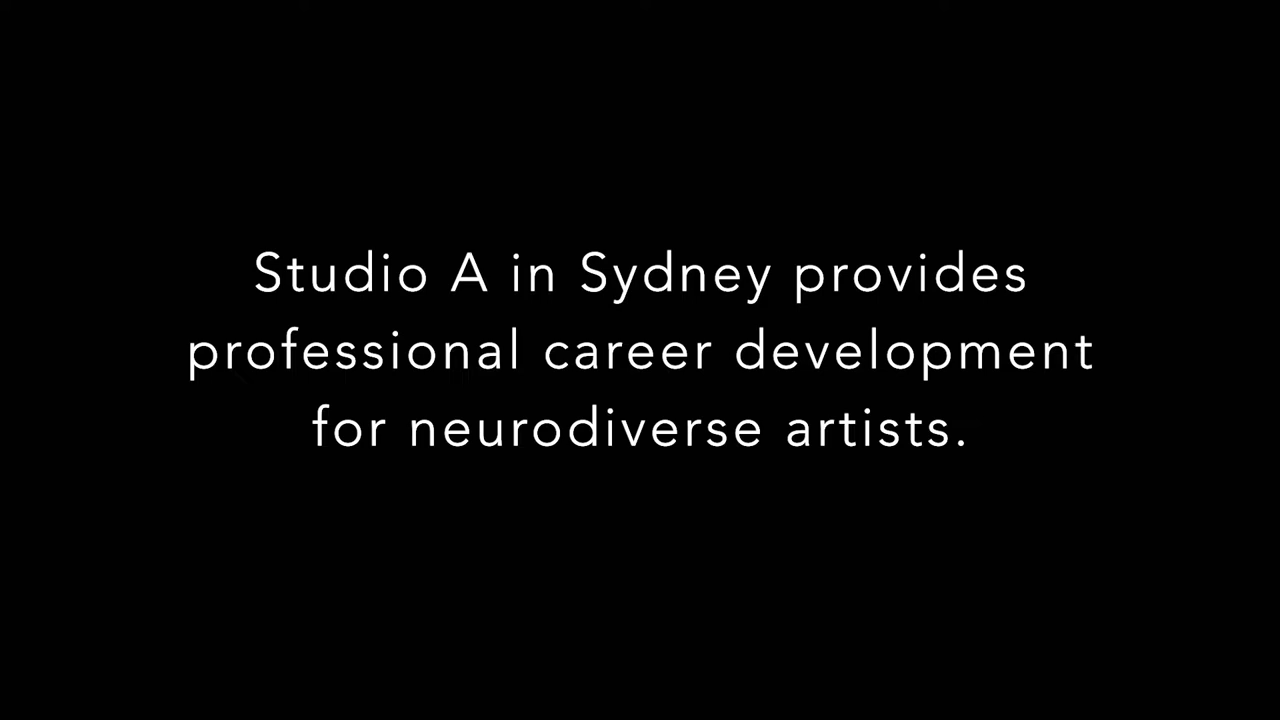 Studio A in Sydney provides
professional career development
for neurodiverse artists.